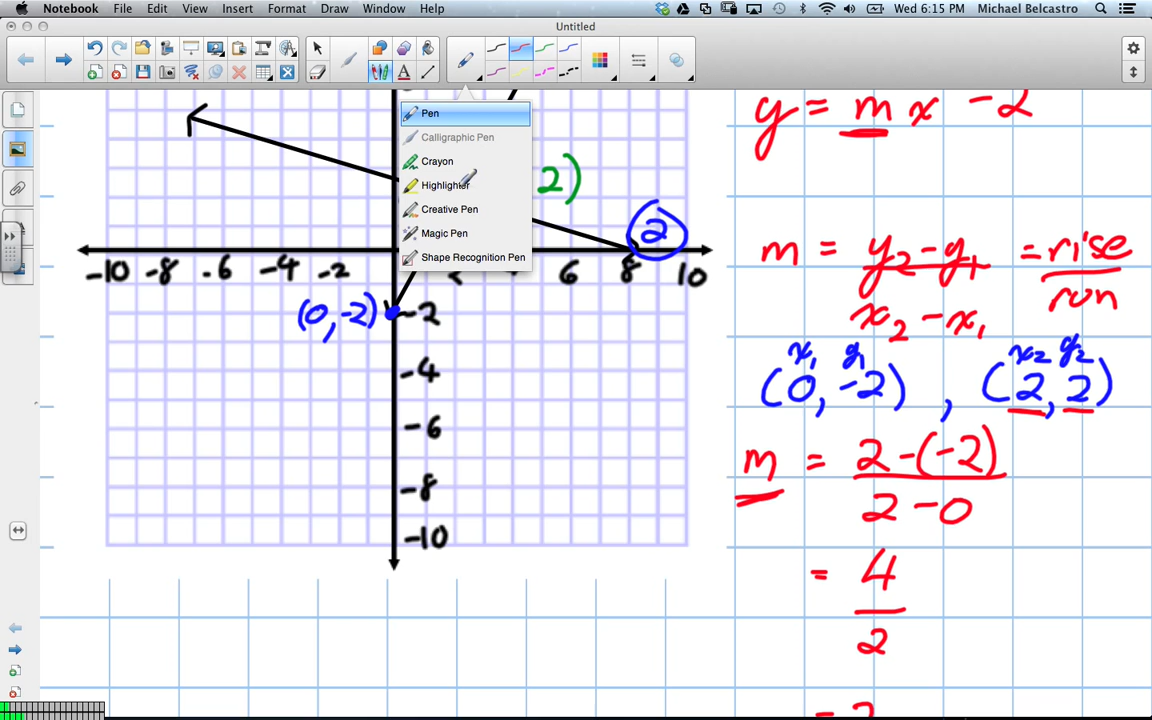 Notebook File Edit View Insert Format Draw Window Help Wed 6:15 PM Michael Belcastro
Untitled
Pen
Calligraphic Pen
Crayon
Highlighter
Creative Pen
Magic Pen
Shape Recognition Pen
2)
2
-10 -8 -6 -4 -2 6 8 10
(0, -2) -2
-4
-6
-8
-10
y = mx -2
m = y2 - y1 = rise
x2 - x1 run
x1 y1 x2 y2
(0, -2) , (2, 2)
m = 2 - (-2)
2 - 0
= 4
2